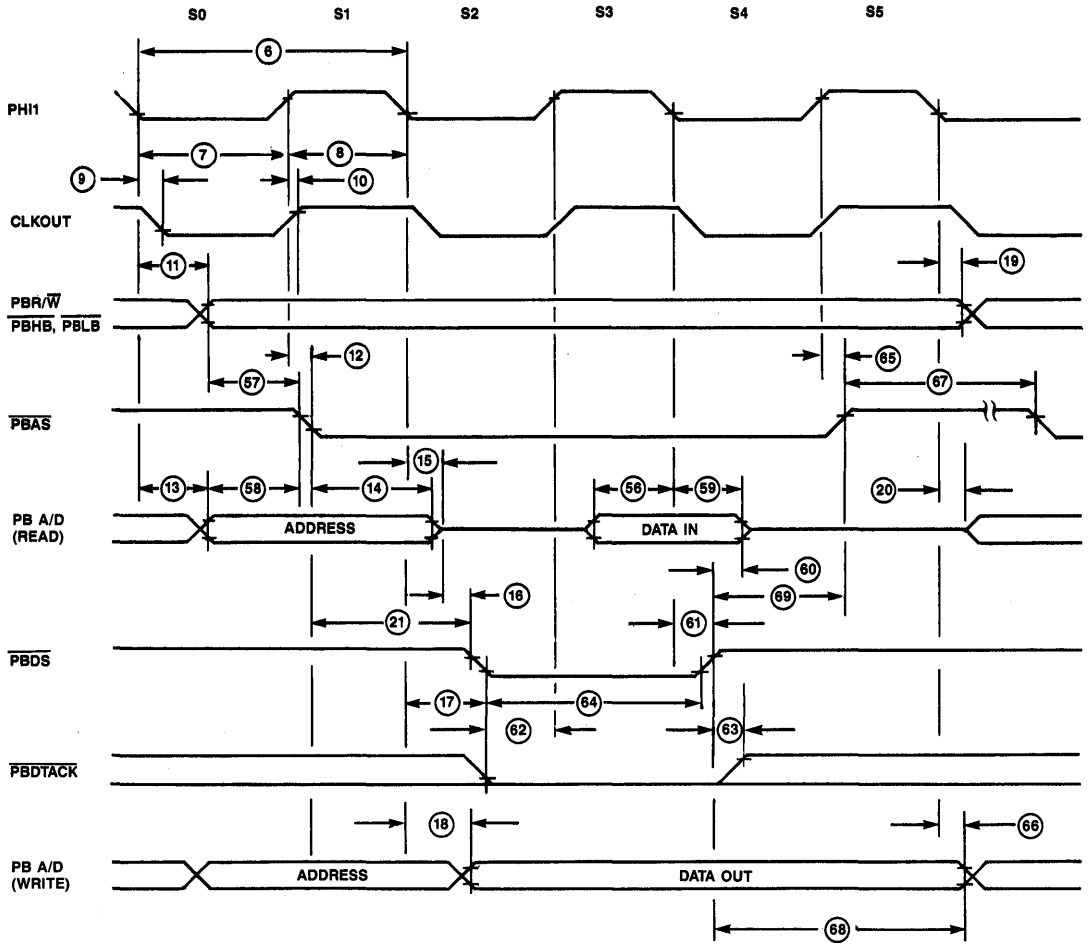 S0 S1 S2 S3 S4 S5
6
PHI1
7 8
9 10
CLKOUT
11 19
PBR/W̅
P̅B̅H̅B̅, P̅B̅L̅B̅
12 65
57 67
P̅B̅A̅S̅
15
13 58 14 56 59 20
PB A/D
(READ)
ADDRESS DATA IN
60
16 69
21 61
P̅B̅D̅S̅
17 64
62 63
P̅B̅D̅T̅A̅C̅K̅
18 66
PB A/D
(WRITE)
ADDRESS DATA OUT
68